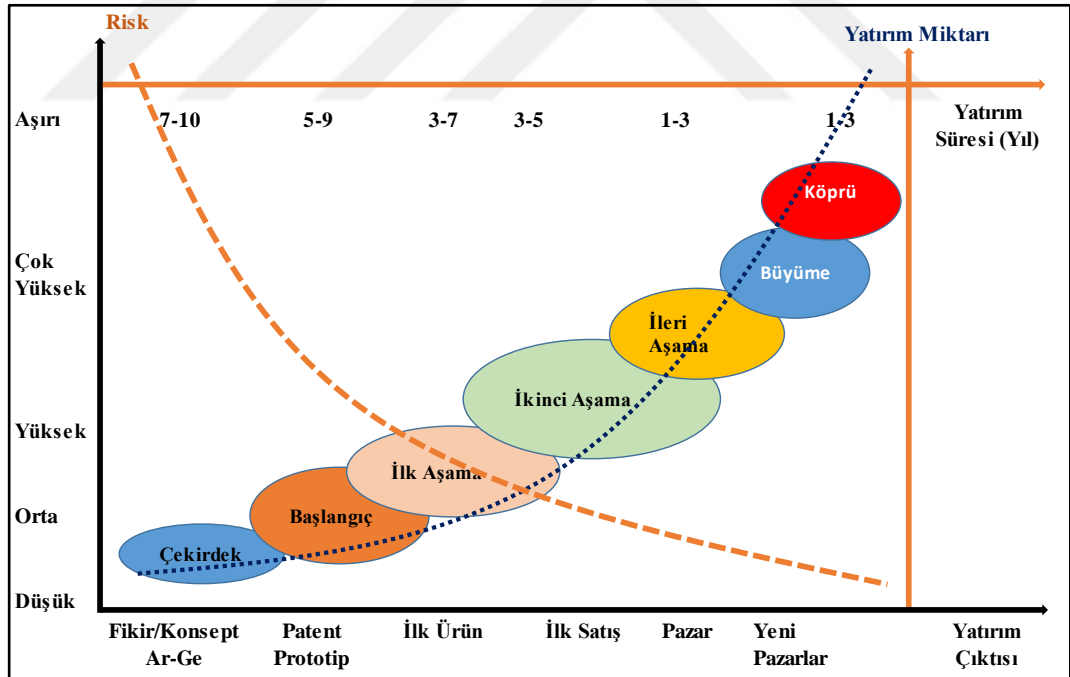 Risk
Yatırım Miktarı
Aşırı
7-10
5-9
3-7
3-5
1-3
1-3
Yatırım
Süresi (Yıl)
Köprü
Çok
Yüksek
Büyüme
İleri
Aşama
İkinci Aşama
Yüksek
İlk Aşama
Orta
Başlangıç
Çekirdek
Düşük
Fikir/Konsept
Ar-Ge
Patent
Prototip
İlk Ürün
İlk Satış
Pazar
Yeni
Pazarlar
Yatırım
Çıktısı